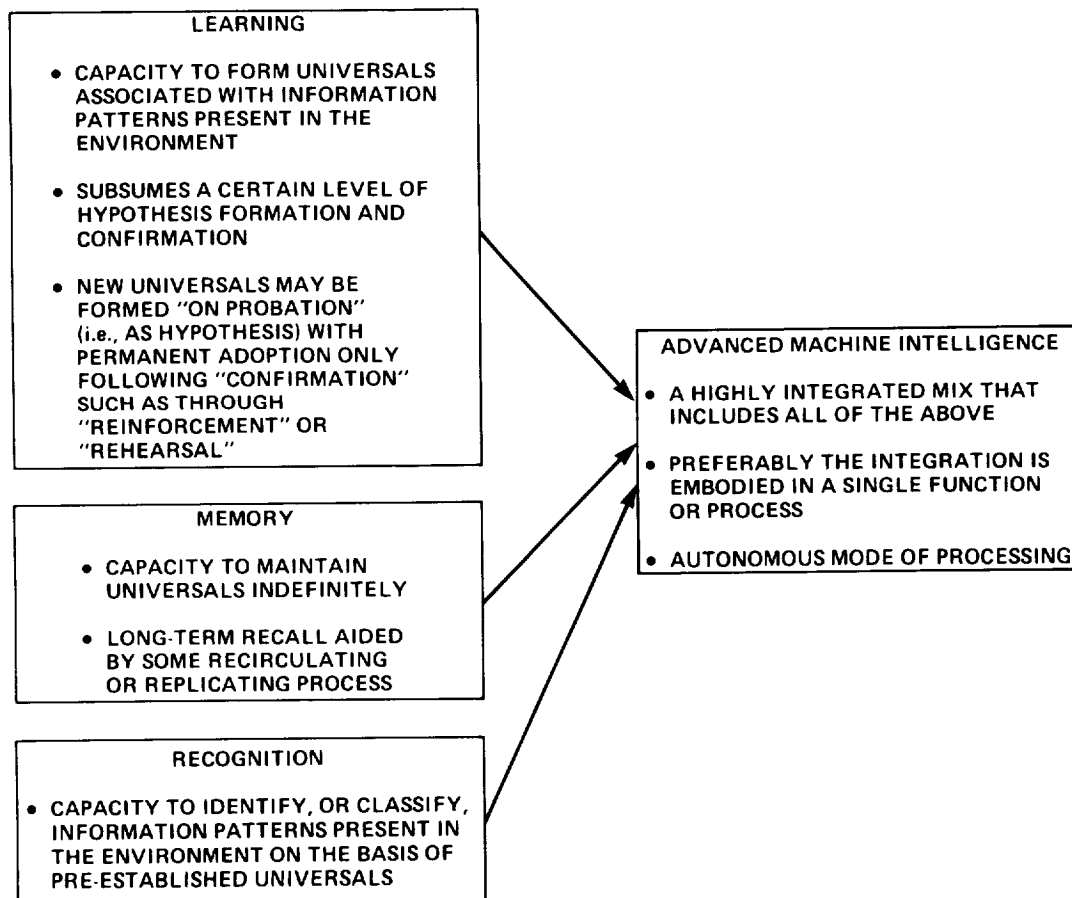 LEARNING
• CAPACITY TO FORM UNIVERSALS
ASSOCIATED WITH INFORMATION
PATTERNS PRESENT IN THE
ENVIRONMENT
• SUBSUMES A CERTAIN LEVEL OF
HYPOTHESIS FORMATION AND
CONFIRMATION
• NEW UNIVERSALS MAY BE
FORMED "ON PROBATION"
(i.e., AS HYPOTHESIS) WITH
PERMANENT ADOPTION ONLY
FOLLOWING "CONFIRMATION"
SUCH AS THROUGH
"REINFORCEMENT" OR
"REHEARSAL"
MEMORY
• CAPACITY TO MAINTAIN
UNIVERSALS INDEFINITELY
• LONG-TERM RECALL AIDED
BY SOME RECIRCULATING
OR REPLICATING PROCESS
RECOGNITION
• CAPACITY TO IDENTIFY, OR CLASSIFY,
INFORMATION PATTERNS PRESENT IN
THE ENVIRONMENT ON THE BASIS OF
PRE-ESTABLISHED UNIVERSALS
ADVANCED MACHINE INTELLIGENCE
• A HIGHLY INTEGRATED MIX THAT
INCLUDES ALL OF THE ABOVE
• PREFERABLY THE INTEGRATION IS
EMBODIED IN A SINGLE FUNCTION
OR PROCESS
• AUTONOMOUS MODE OF PROCESSING